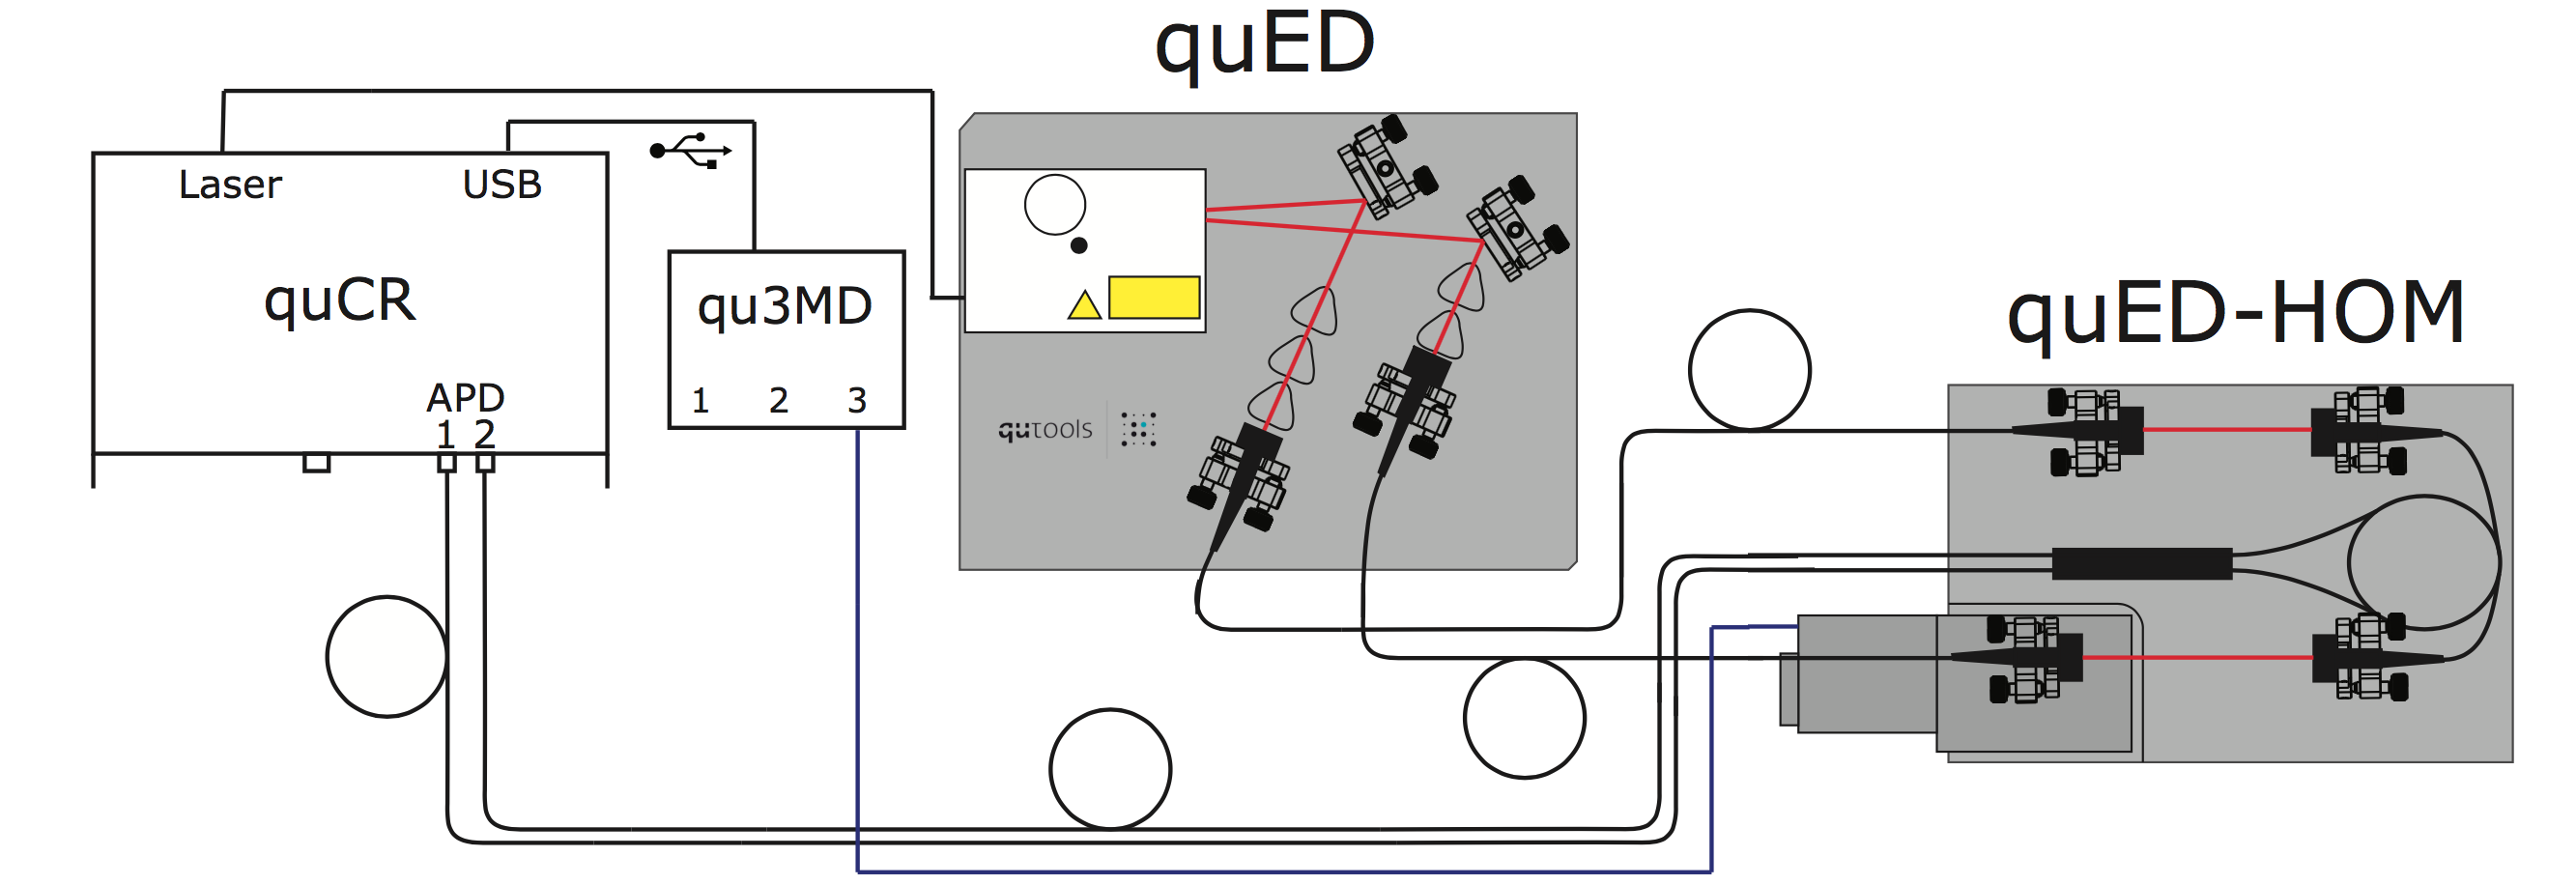 quED
Laser
USB
quCR
qu3MD
APD
1 2
1 2 3
qutools
quED-HOM